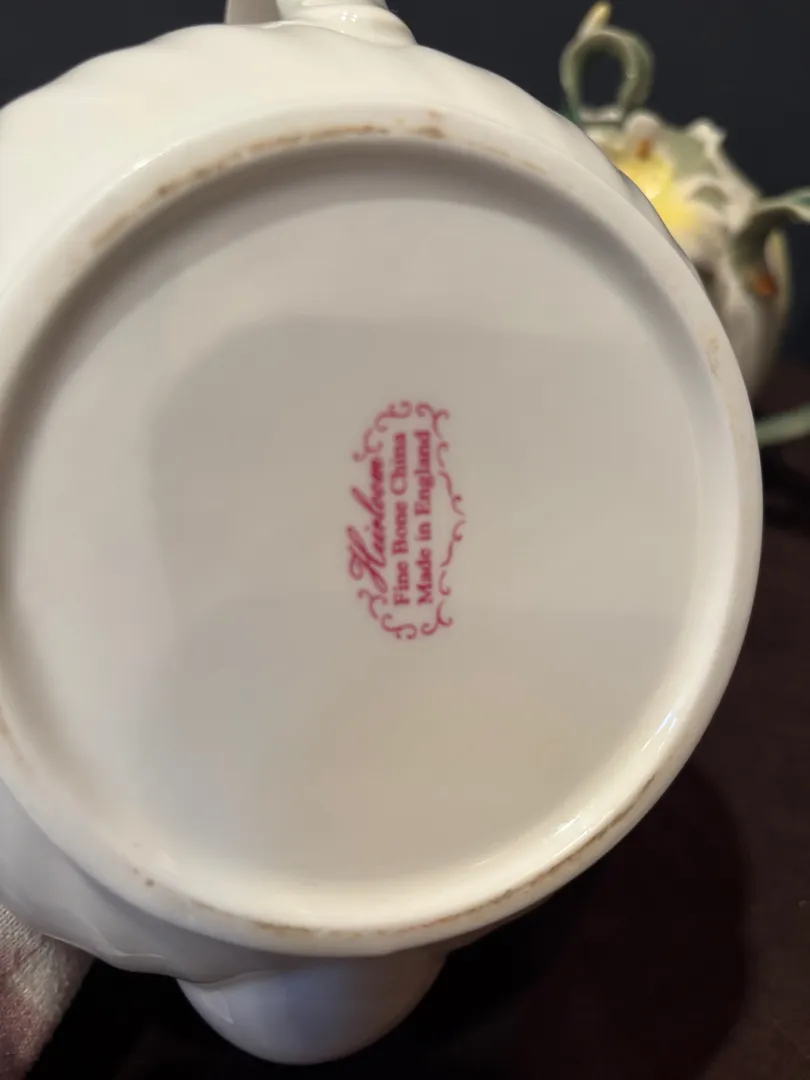 Heirloom
Fine Bone China
Made in England